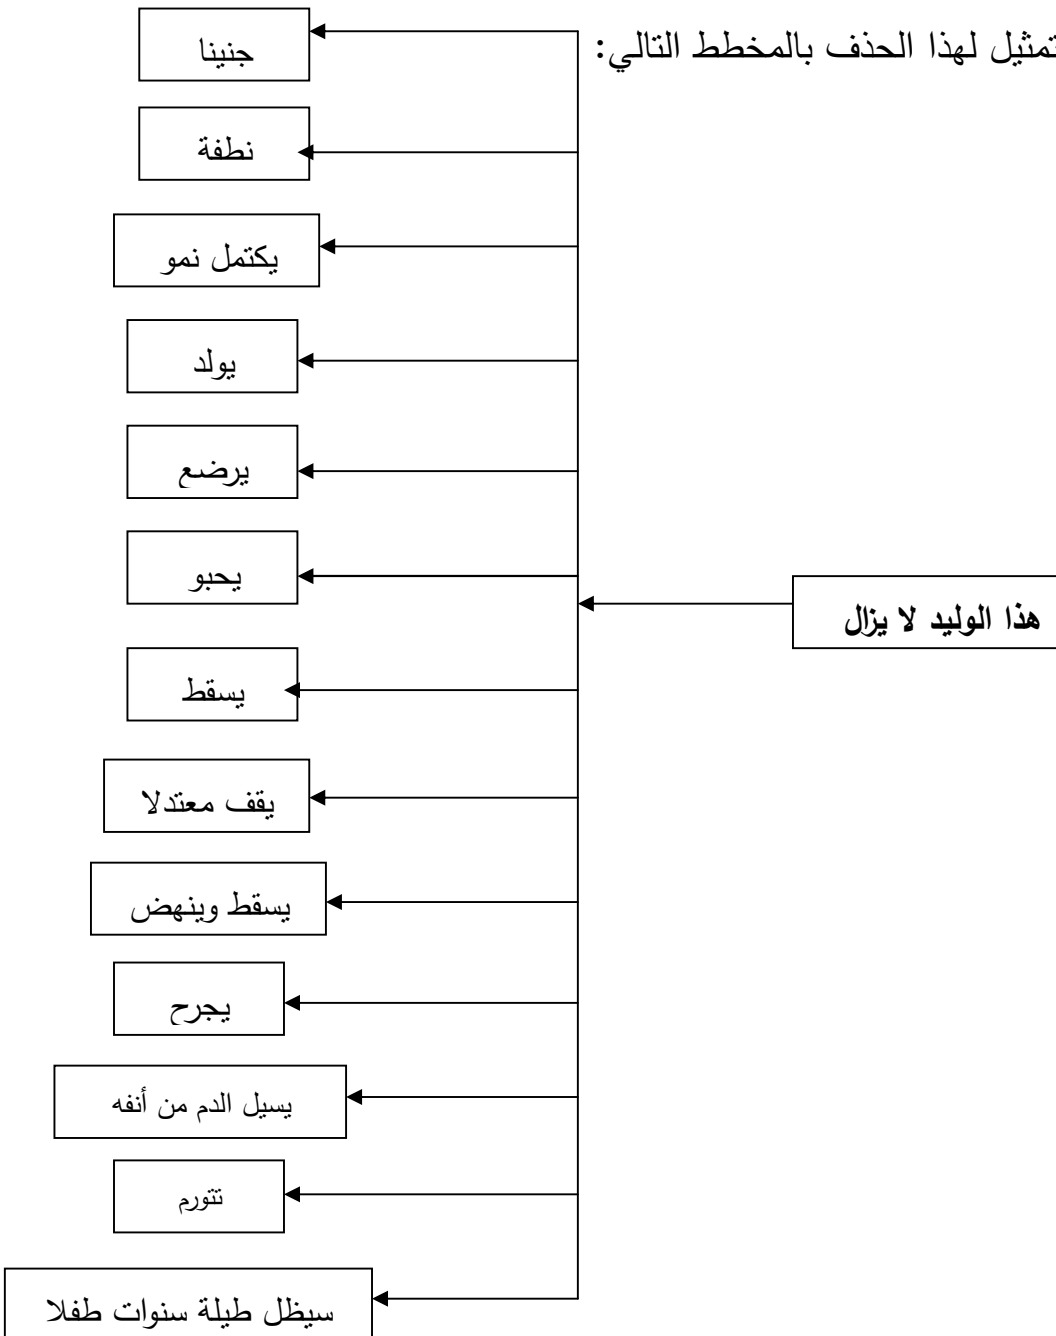 تمثيل لهذا الحذف بالمخطط التالي:
جنينا
نطفة
يكتمل نمو
يولد
يرضع
يحبو
هذا الوليد لا يزال
يسقط
يقف معتدلا
يسقط وينهض
يجرح
يسيل الدم من أنفه
تتورم
سيظل طيلة سنوات طفلا